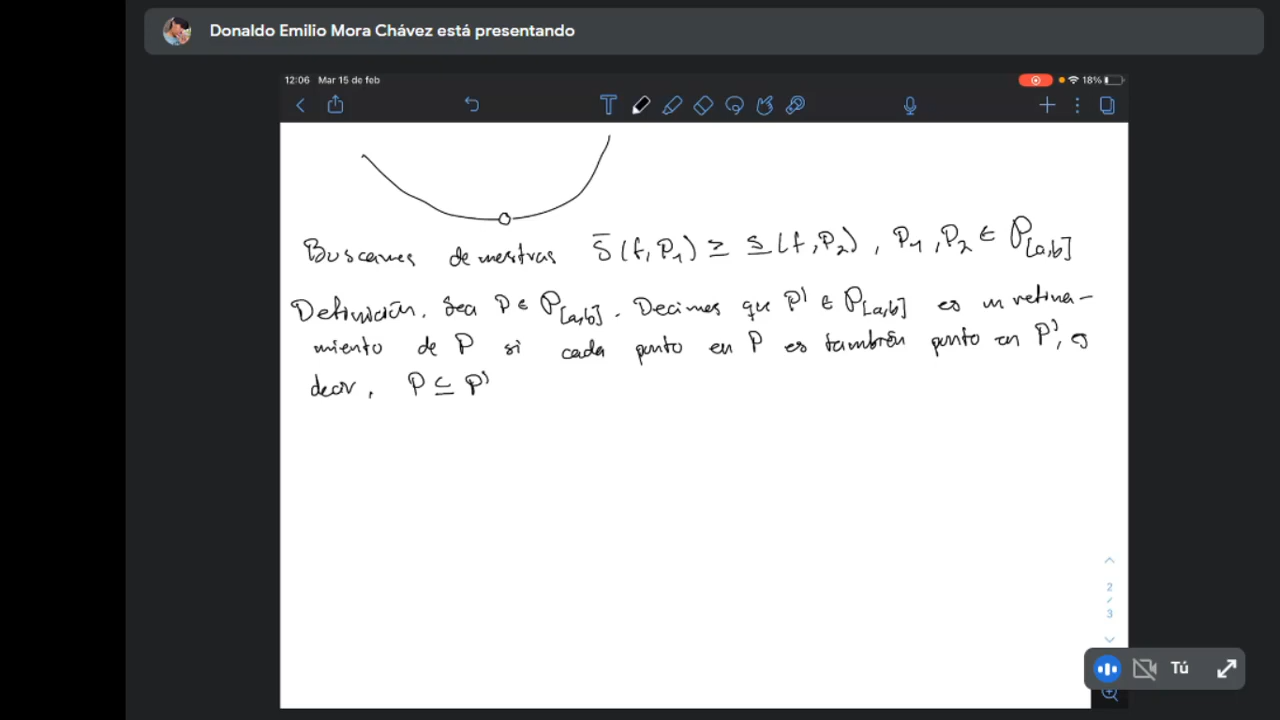 Donaldo Emilio Mora Chávez está presentando
12:06 Mar 15 de feb
18%
Buscamos demostrar S̅(f,P₁) ≥ S̲(f,P₂), P₁,P₂ ∈ 𝒫[a,b]
Definición. Sea P ∈ 𝒫[a,b]. Decimos que P' ∈ 𝒫[a,b] es un refina-
miento de P si cada punto en P es también punto en P', es
decir, P ⊆ P'
2
/
3
Tú